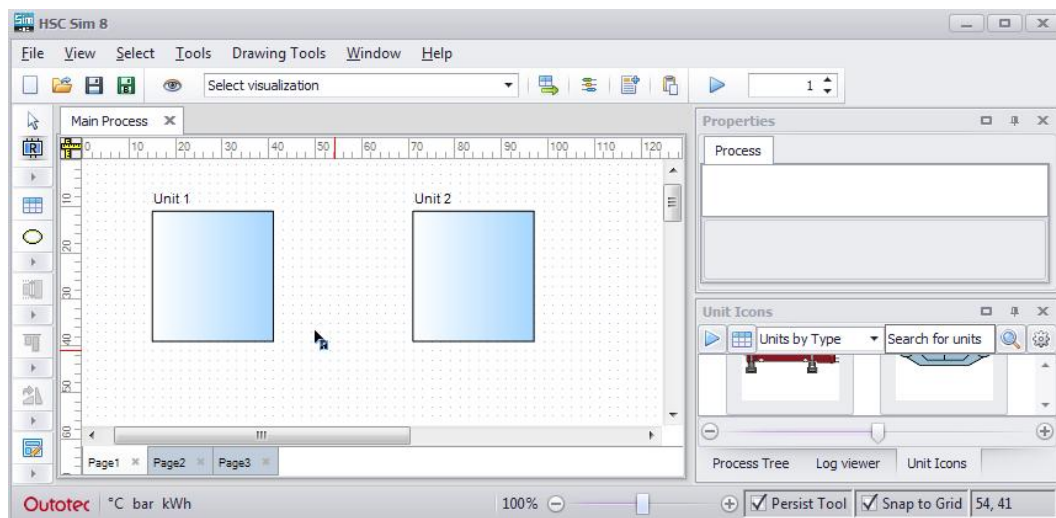 Sim HSC Sim 8
File View Select Tools Drawing Tools Window Help
Select visualization 1
Main Process
Properties
0 10 20 30 40 50 60 70 80 90 100 110 120
Process
R
10
Unit 1 Unit 2
20
30
Unit Icons
Units by Type Search for units
40
50
60
Page1 Page2 Page3
Process Tree Log viewer Unit Icons
Outotec °C bar kWh 100% Persist Tool Snap to Grid 54, 41